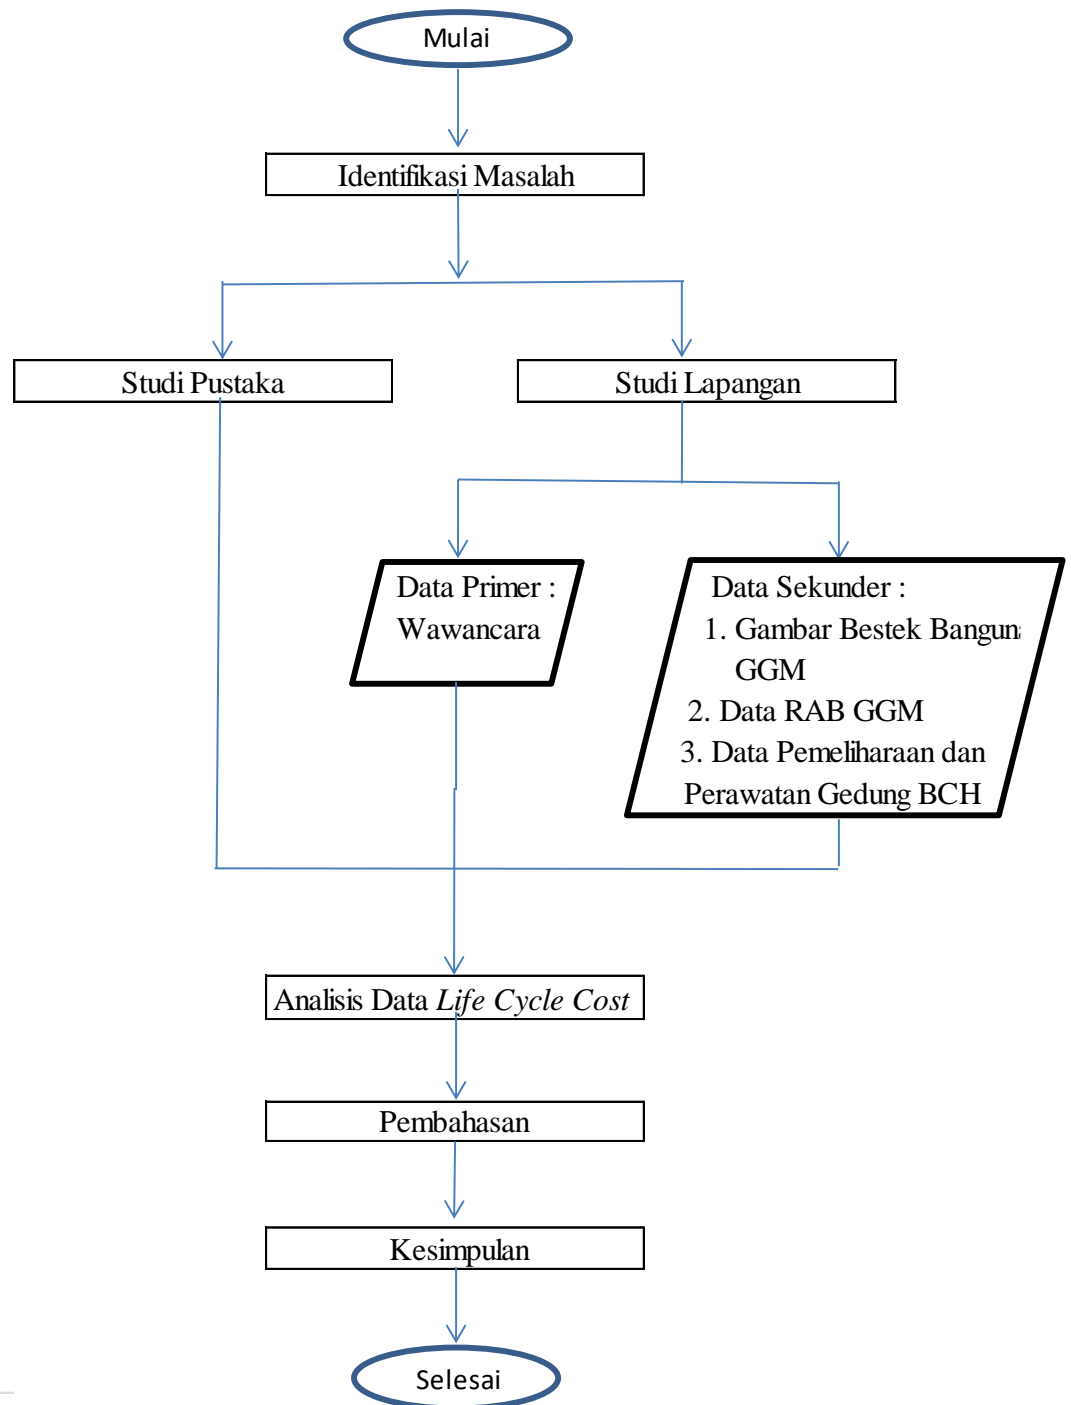 Mulai
Identifikasi Masalah
Studi Pustaka
Studi Lapangan
Data Primer :
Wawancara
Data Sekunder :
1. Gambar Bestek
GGM
2. Data RAB GGM
3. Data Pemeliharaan dan
Perawatan Gedung BCH
Analisis Data Life Cycle Cost
Pembahasan
Kesimpulan
Selesai